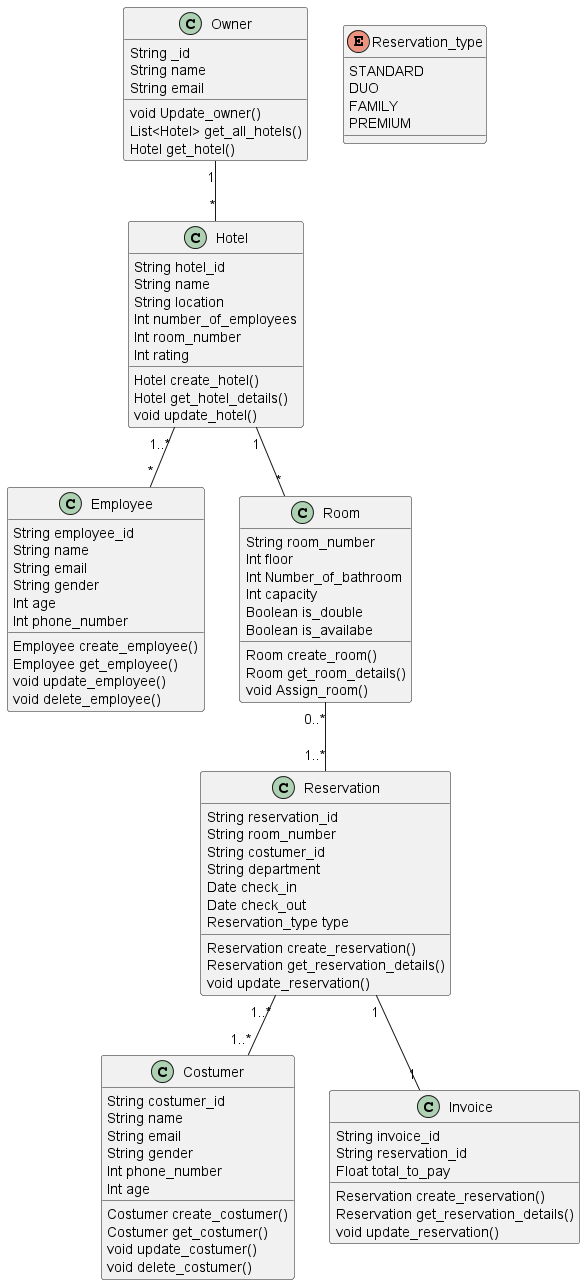 C Owner
String _id
String name
String email
void Update_owner()
List<Hotel> get_all_hotels()
Hotel get_hotel()
E Reservation_type
STANDARD
DUO
FAMILY
PREMIUM
1
*
C Hotel
String hotel_id
String name
String location
Int number_of_employees
Int room_number
Int rating
Hotel create_hotel()
Hotel get_hotel_details()
void update_hotel()
1..*
*
1
*
C Employee
String employee_id
String name
String email
String gender
Int age
Int phone_number
Employee create_employee()
Employee get_employee()
void update_employee()
void delete_employee()
C Room
String room_number
Int floor
Int Number_of_bathroom
Int capacity
Boolean is_double
Boolean is_availabe
Room create_room()
Room get_room_details()
void Assign_room()
0..*
1..*
C Reservation
String reservation_id
String room_number
String costumer_id
String department
Date check_in
Date check_out
Reservation_type type
Reservation create_reservation()
Reservation get_reservation_details()
void update_reservation()
1..*
1..*
1
1
C Costumer
String costumer_id
String name
String email
String gender
Int phone_number
Int age
Costumer create_costumer()
Costumer get_costumer()
void update_costumer()
void delete_costumer()
C Invoice
String invoice_id
String reservation_id
Float total_to_pay
Reservation create_reservation()
Reservation get_reservation_details()
void update_reservation()